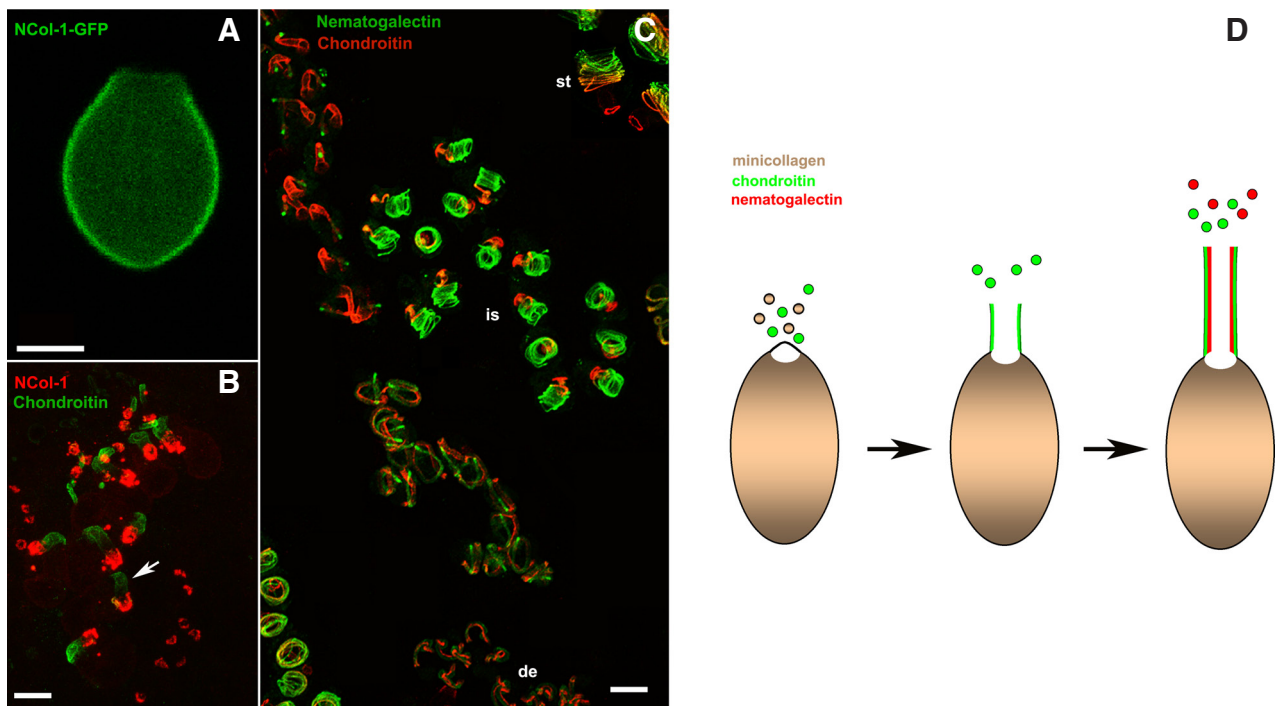 A
NCol-1-GFP
B
NCol-1
Chondroitin
C
Nematogalectin
Chondroitin
st
is
de
D
minicollagen
chondroitin
nematogalectin